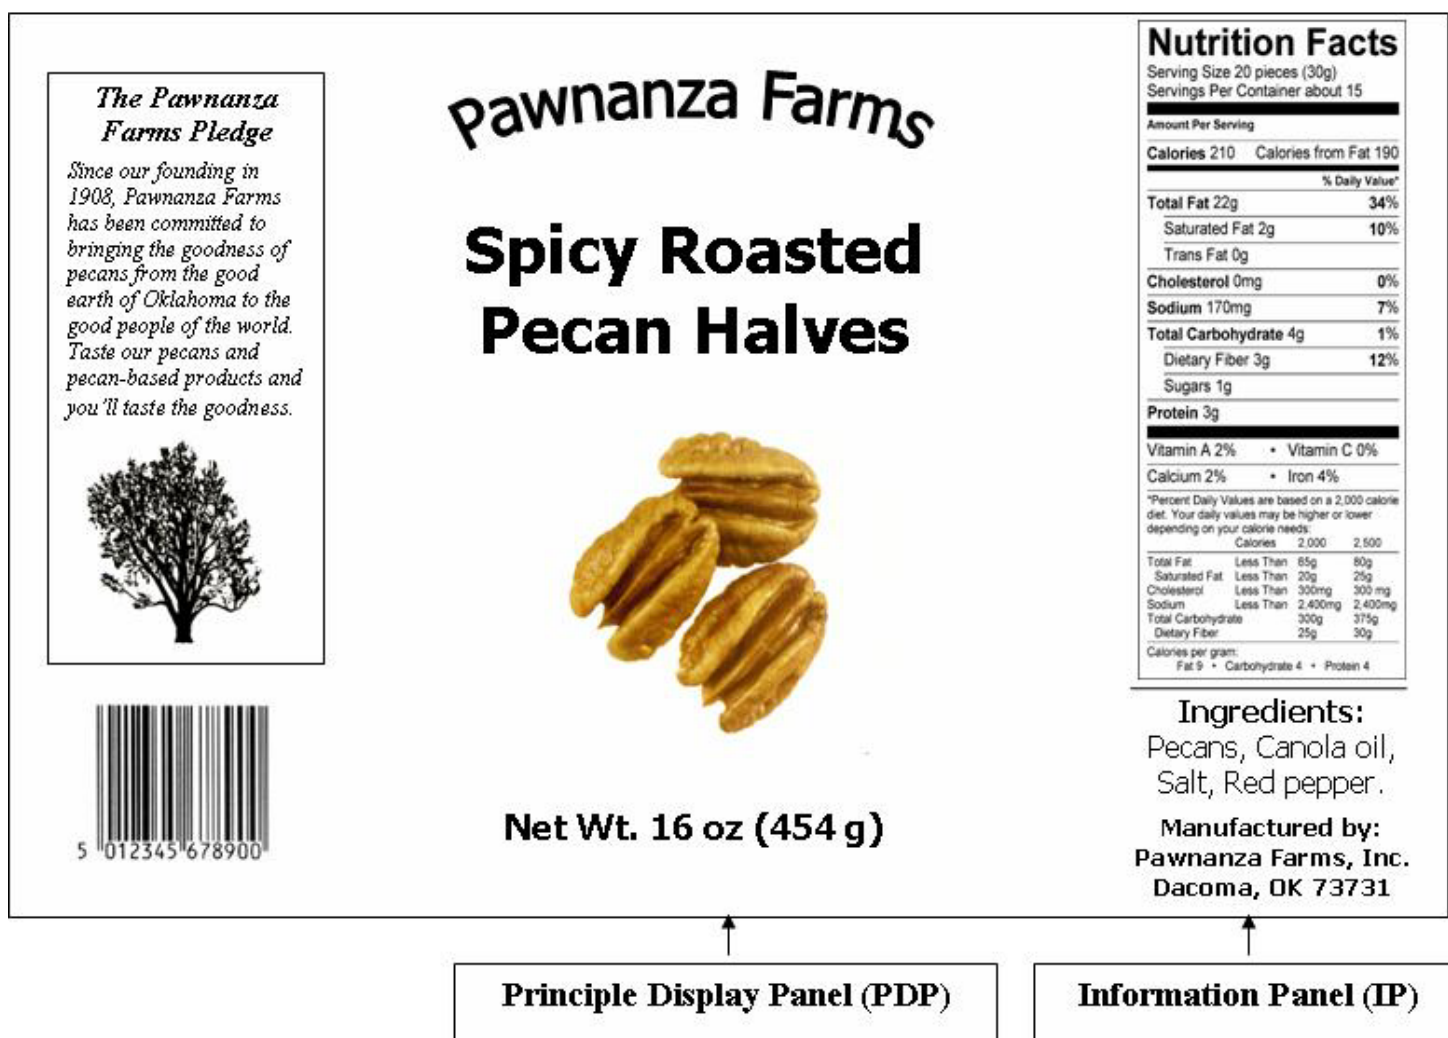 The Pawnanza
Farms Pledge
Since our founding in
1908, Pawnanza Farms
has been committed to
bringing the goodness of
pecans from the good
earth of Oklahoma to the
good people of the world.
Taste our pecans and
pecan-based products and
you'll taste the goodness.
5 012345 678900
Pawnanza Farms
Spicy Roasted
Pecan Halves
Net Wt. 16 oz (454 g)
Nutrition Facts
Serving Size 20 pieces (30g)
Servings Per Container about 15
Amount Per Serving
Calories 210 Calories from Fat 190
% Daily Value*
Total Fat 22g 34%
Saturated Fat 2g 10%
Trans Fat 0g
Cholesterol 0mg 0%
Sodium 170mg 7%
Total Carbohydrate 4g 1%
Dietary Fiber 3g 12%
Sugars 1g
Protein 3g
Vitamin A 2% • Vitamin C 0%
Calcium 2% • Iron 4%
*Percent Daily Values are based on a 2,000 calorie
diet. Your daily values may be higher or lower
depending on your calorie needs:
Calories 2,000 2,500
Total Fat Less Than 65g 80g
Saturated Fat Less Than 20g 25g
Cholesterol Less Than 300mg 300 mg
Sodium Less Than 2,400mg 2,400mg
Total Carbohydrate 300g 375g
Dietary Fiber 25g 30g
Calories per gram:
Fat 9 • Carbohydrate 4 • Protein 4
Ingredients:
Pecans, Canola oil,
Salt, Red pepper.
Manufactured by:
Pawnanza Farms, Inc.
Dacoma, OK 73731
Principle Display Panel (PDP)
Information Panel (IP)